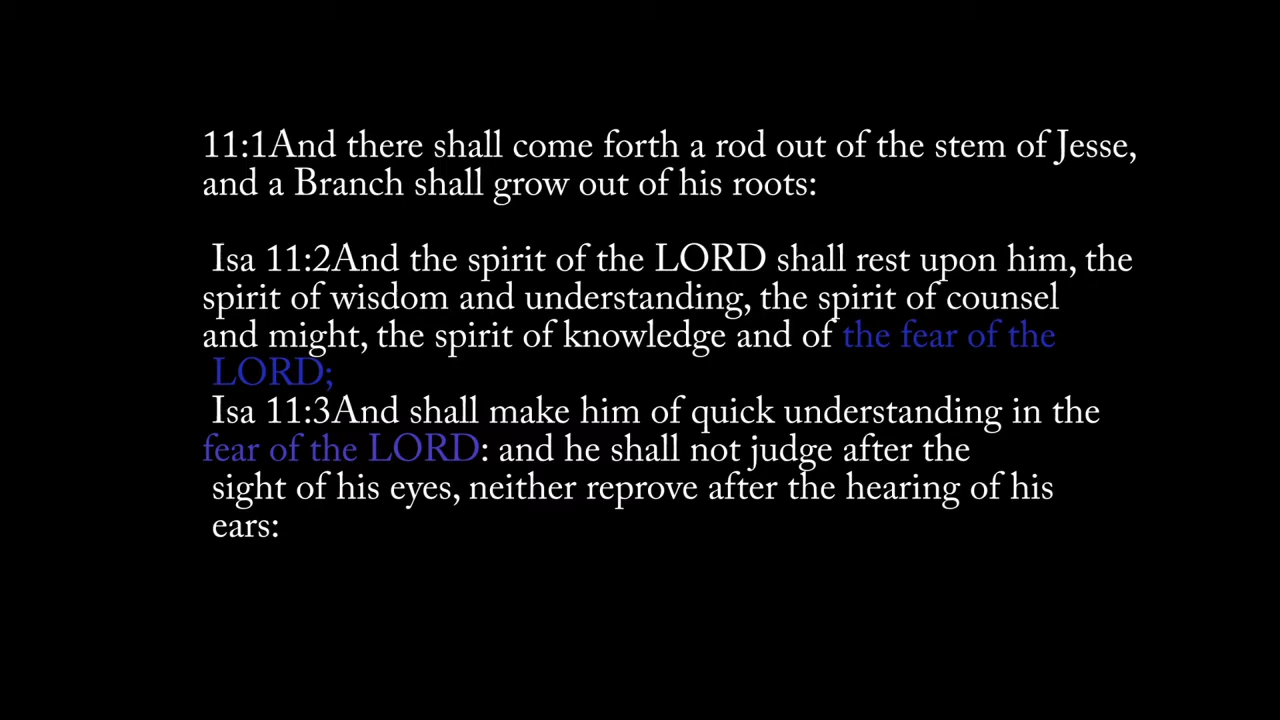 11:1And there shall come forth a rod out of the stem of Jesse,
and a Branch shall grow out of his roots:
Isa 11:2And the spirit of the LORD shall rest upon him, the
spirit of wisdom and understanding, the spirit of counsel
and might, the spirit of knowledge and of the fear of the
LORD;
Isa 11:3And shall make him of quick understanding in the
fear of the LORD: and he shall not judge after the
sight of his eyes, neither reprove after the hearing of his
ears: